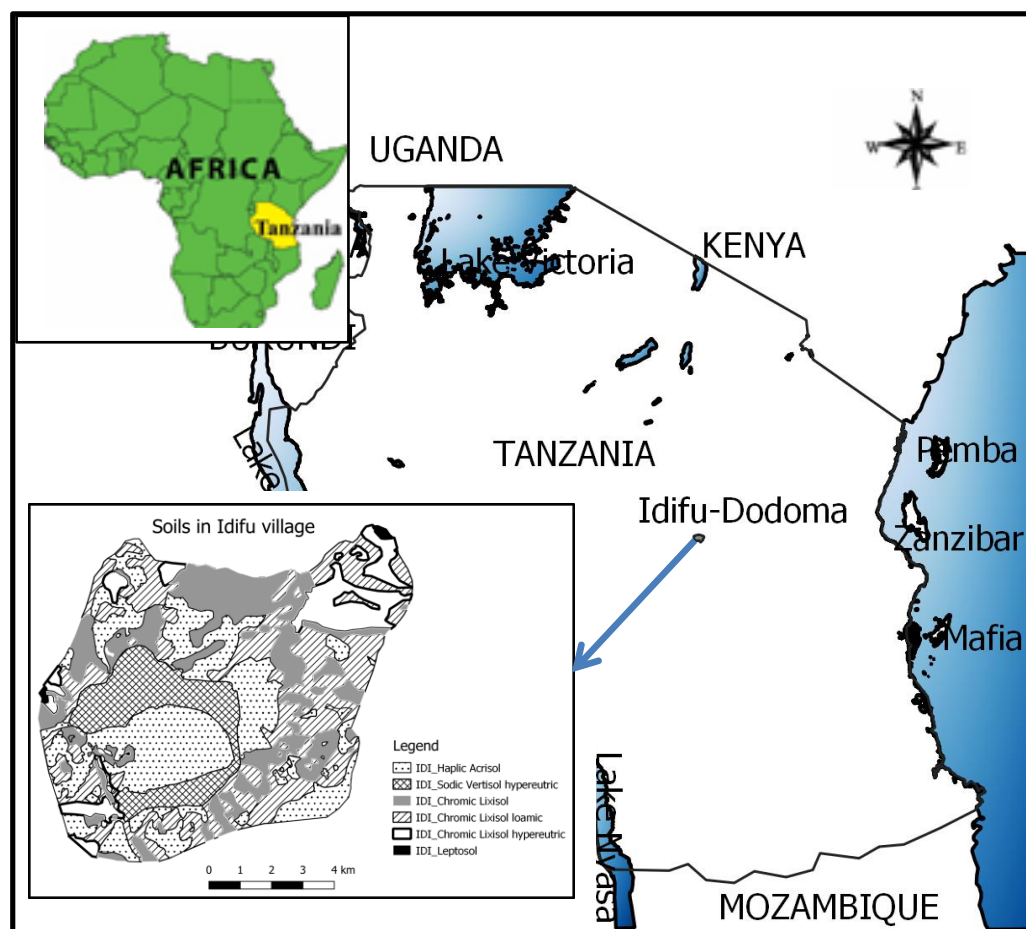 AFRICA
Tanzania
UGANDA
N
W
E
S
KENYA
Lake Victoria
BURUNDI
Lake
TANZANIA
Pemba
Idifu-Dodoma
Zanzibar
Mafia
Soils in Idifu village
Legend
IDI_Haplic Acrisol
IDI_Sodic Vertisol hypereutric
IDI_Chromic Lixisol
IDI_Chromic Lixisol loamic
IDI_Chromic Lixisol hypereutric
IDI_Leptosol
0 1 2 3 4 km
Lake Nyasa
MOZAMBIQUE